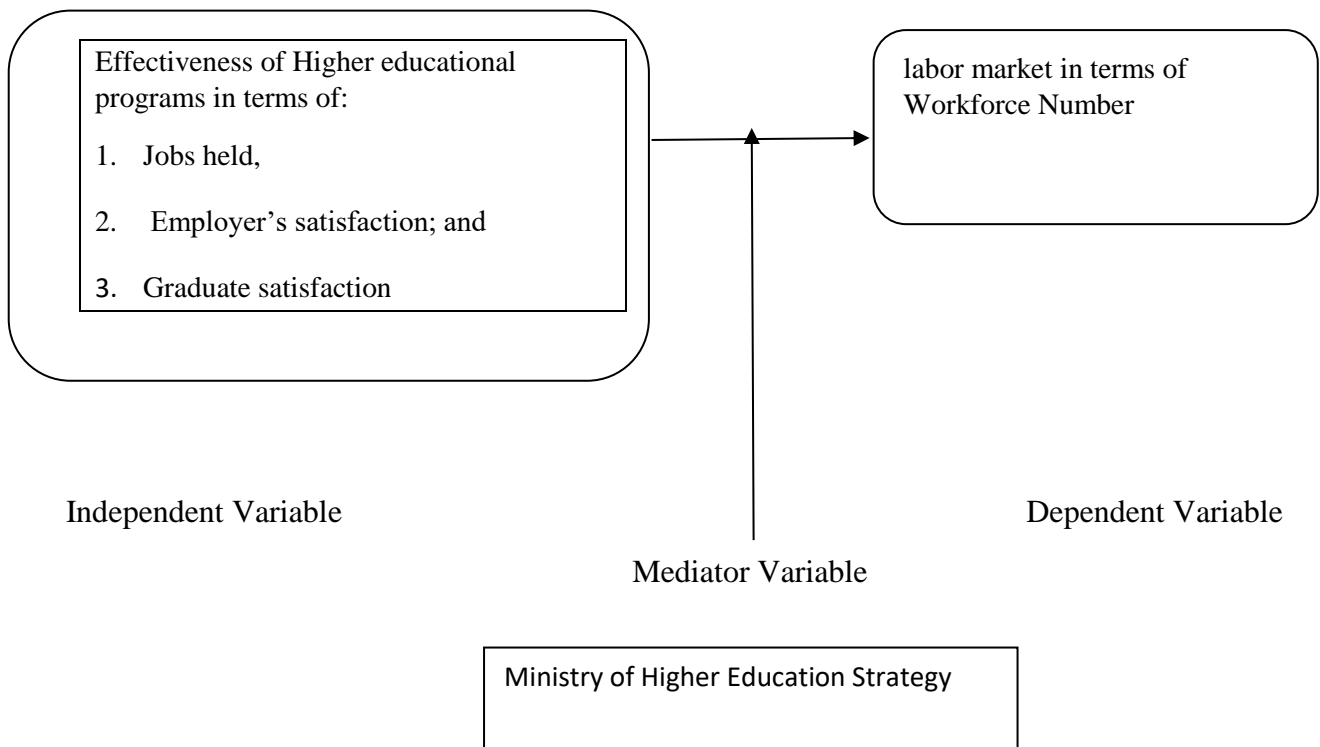 Effectiveness of Higher educational
programs in terms of:
1. Jobs held,
2. Employer’s satisfaction; and
3. Graduate satisfaction
labor market in terms of
Workforce Number
Independent Variable
Dependent Variable
Mediator Variable
Ministry of Higher Education Strategy